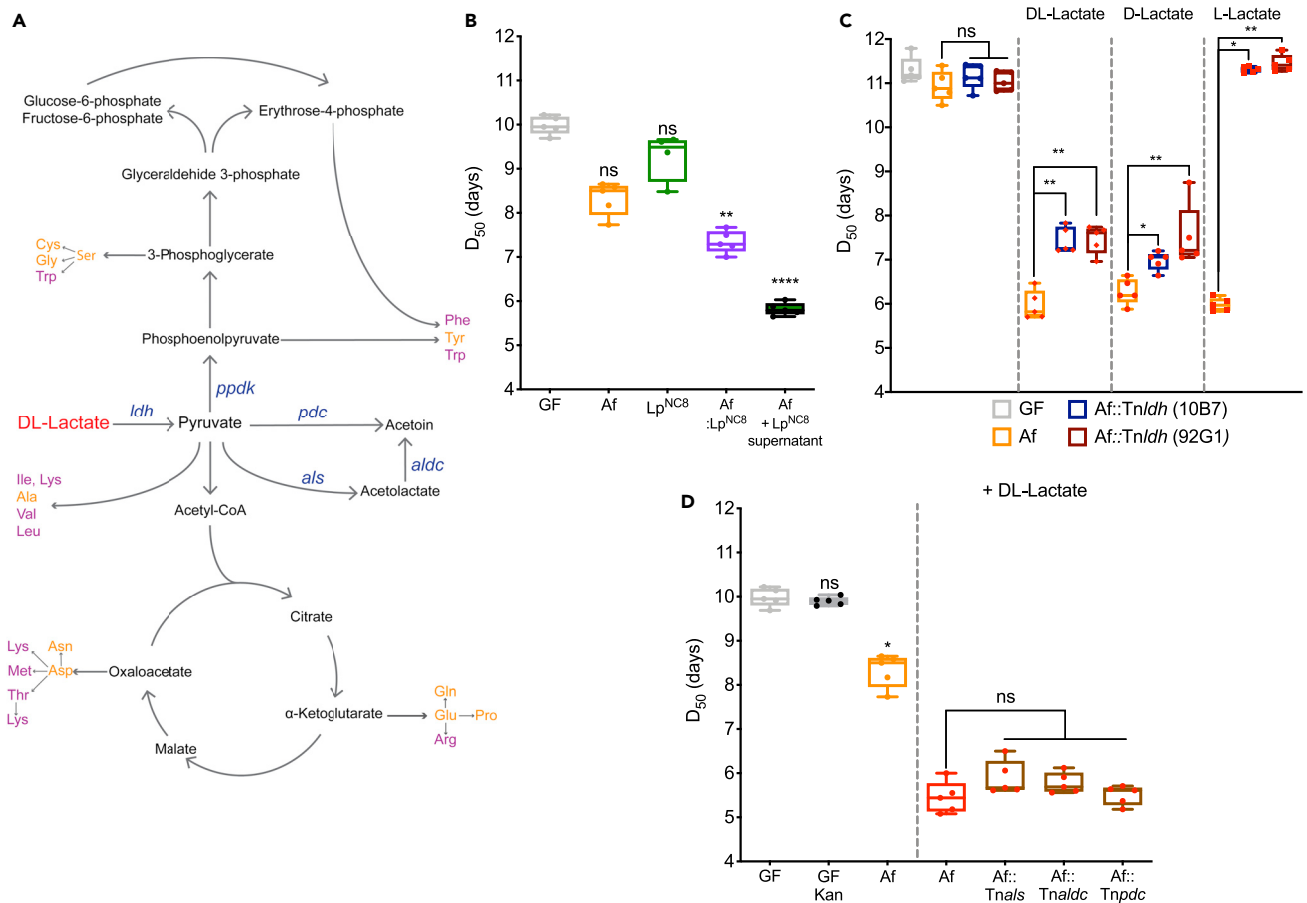 A
Glucose-6-phosphate
Fructose-6-phosphate
Erythrose-4-phosphate
Glyceraldehyde 3-phosphate
Cys
Gly
Trp
Ser
3-Phosphoglycerate
Phosphoenolpyruvate
Phe
Tyr
Trp
ppdk
DL-Lactate
ldh
Pyruvate
pdc
Acetoin
als
aldc
Acetolactate
Ile, Lys
Ala
Val
Leu
Acetyl-CoA
Citrate
Lys
Asn
Met
Asp
Oxaloacetate
Thr
Lys
Malate
α-Ketoglutarate
Gln
Glu
Pro
Arg
B
D50 (days)
12
11
10
9
8
7
6
5
4
ns
ns
**
****
GF
Af
LpNC8
Af
:LpNC8
Af
+ LpNC8
supernatant
C
DL-Lactate
D-Lactate
L-Lactate
D50 (days)
12
11
10
9
8
7
6
5
4
ns
**
**
**
*
**
*
GF
Af
Af::Tnldh (10B7)
Af::Tnldh (92G1)
D
+ DL-Lactate
D50 (days)
12
11
10
9
8
7
6
5
4
ns
*
ns
GF
GF
Kan
Af
Af
Af::
Tnals
Af::
Tnaldc
Af::
Tnpdc